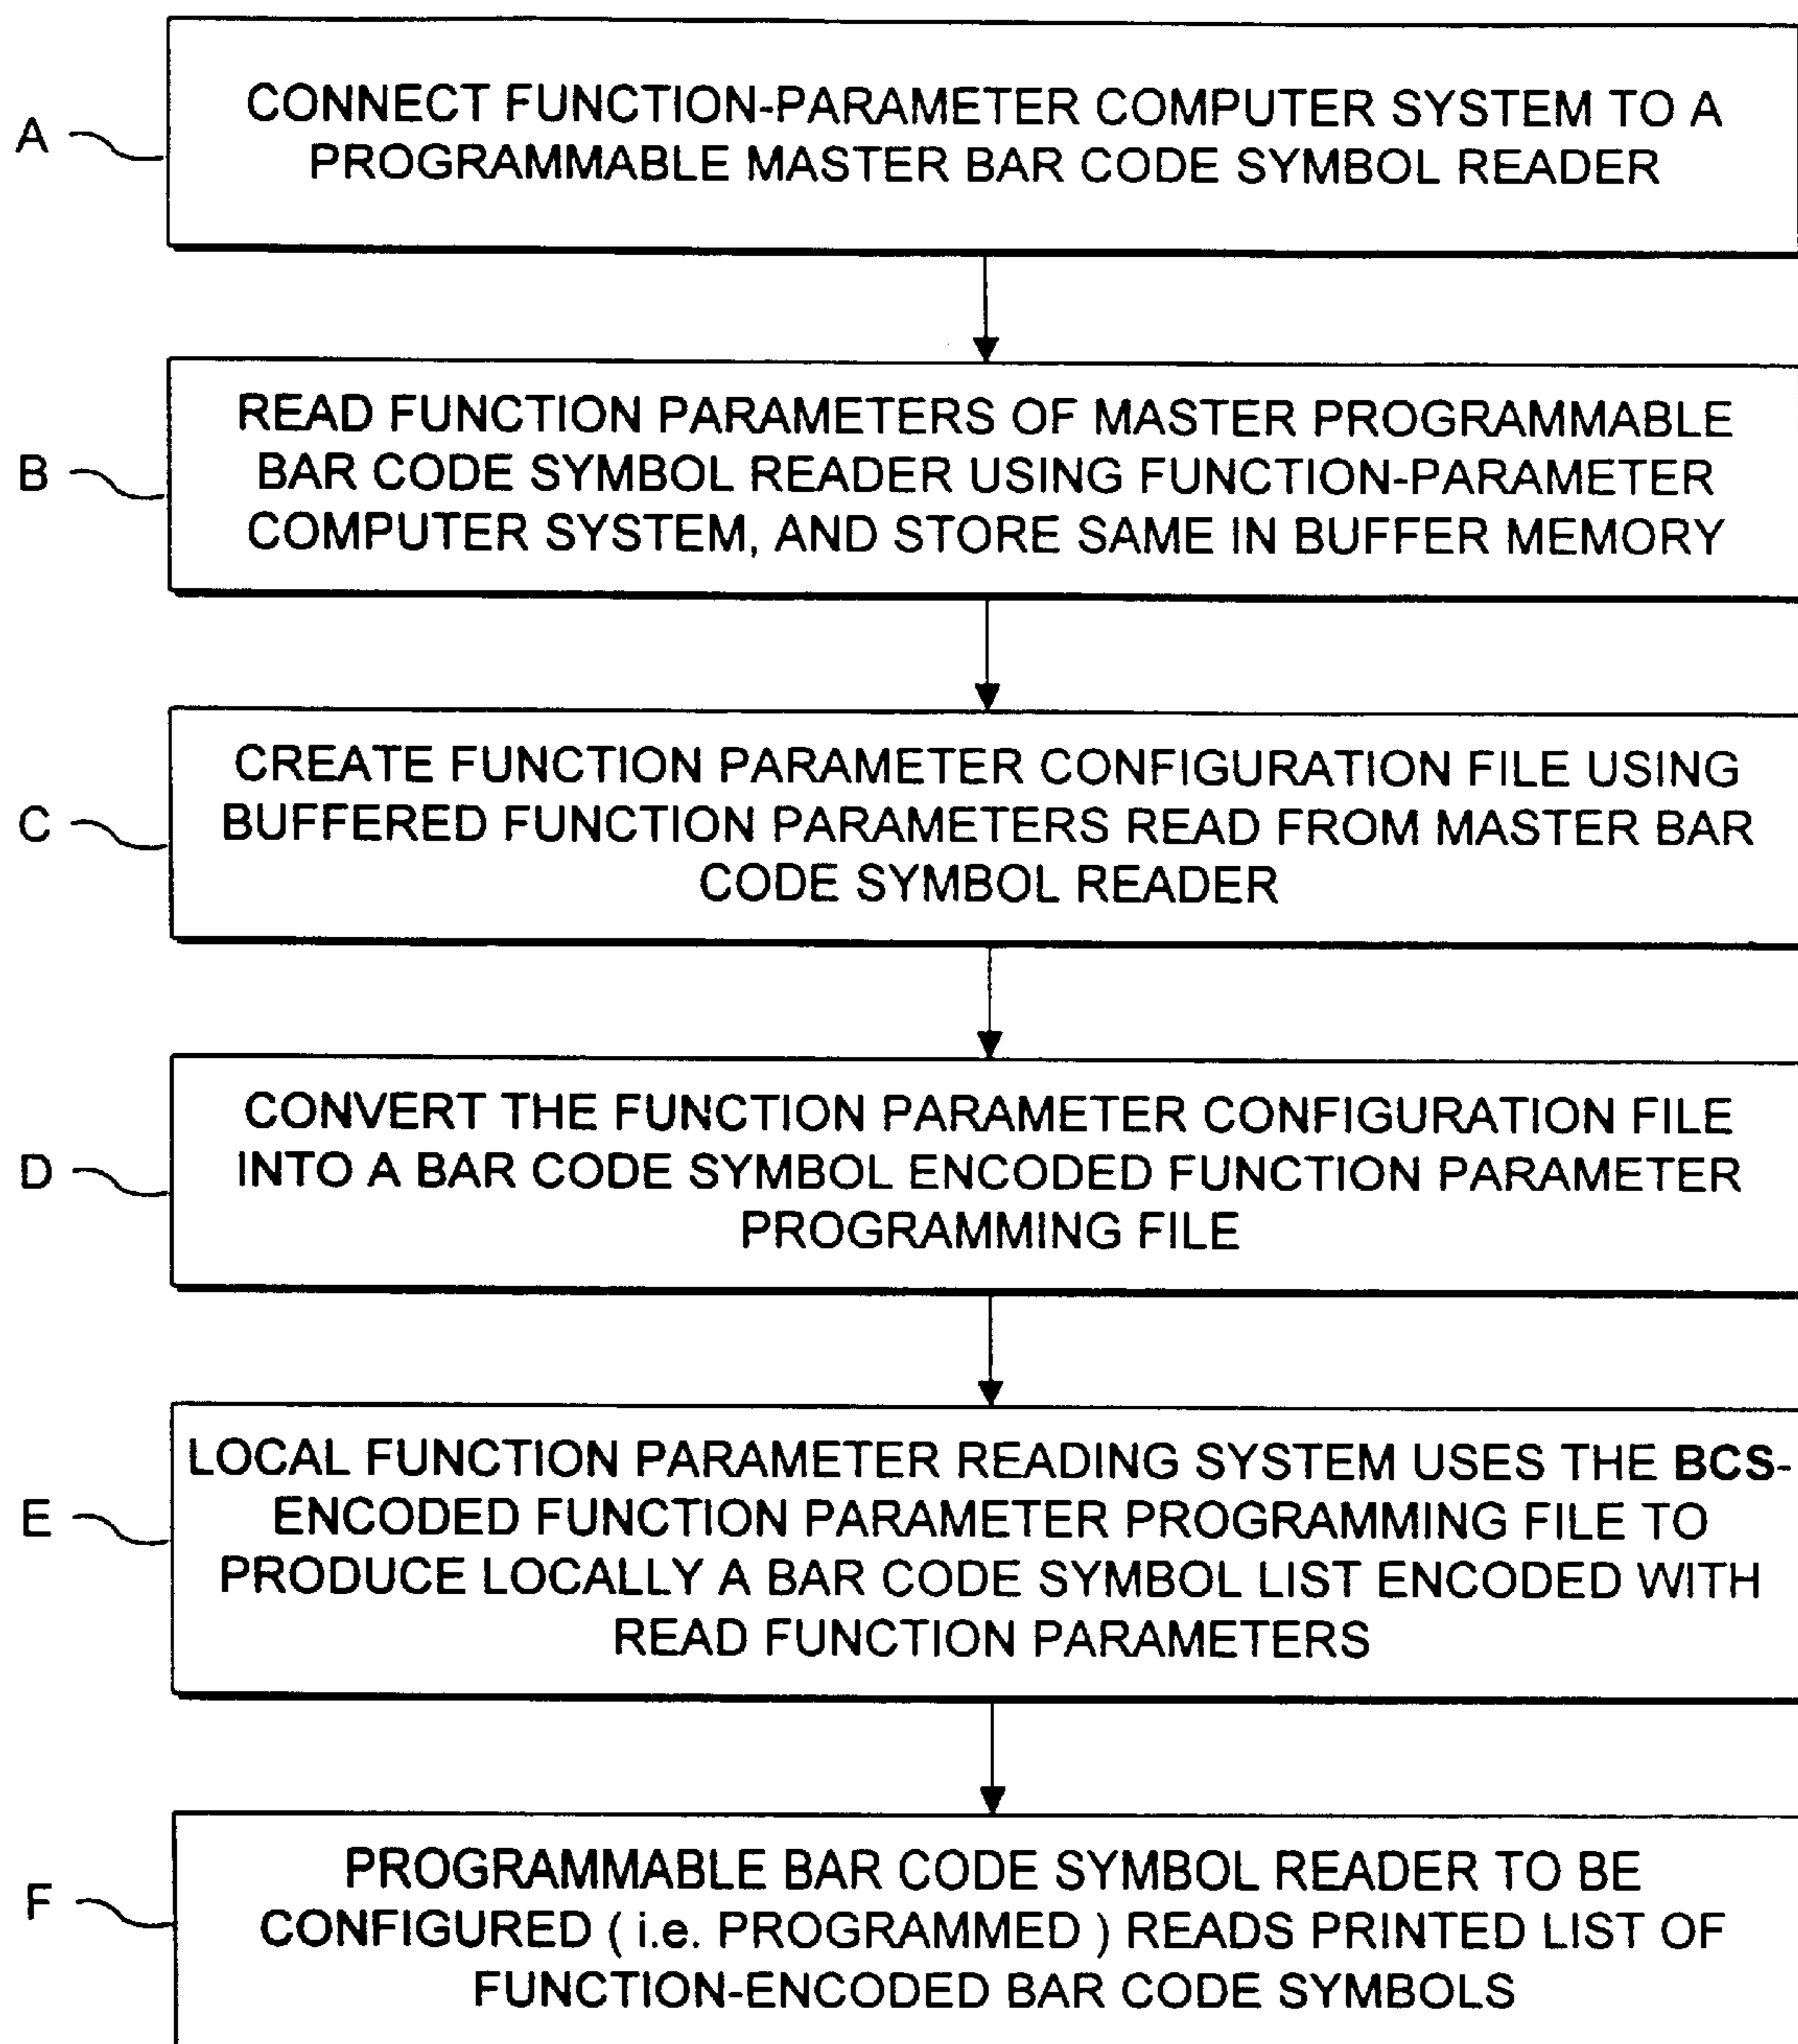 A
CONNECT FUNCTION-PARAMETER COMPUTER SYSTEM TO A
PROGRAMMABLE MASTER BAR CODE SYMBOL READER
B
READ FUNCTION PARAMETERS OF MASTER PROGRAMMABLE
BAR CODE SYMBOL READER USING FUNCTION-PARAMETER
COMPUTER SYSTEM, AND STORE SAME IN BUFFER MEMORY
C
CREATE FUNCTION PARAMETER CONFIGURATION FILE USING
BUFFERED FUNCTION PARAMETERS READ FROM MASTER BAR
CODE SYMBOL READER
D
CONVERT THE FUNCTION PARAMETER CONFIGURATION FILE
INTO A BAR CODE SYMBOL ENCODED FUNCTION PARAMETER
PROGRAMMING FILE
E
LOCAL FUNCTION PARAMETER READING SYSTEM USES THE BCS-
ENCODED FUNCTION PARAMETER PROGRAMMING FILE TO
PRODUCE LOCALLY A BAR CODE SYMBOL LIST ENCODED WITH
READ FUNCTION PARAMETERS
F
PROGRAMMABLE BAR CODE SYMBOL READER TO BE
CONFIGURED ( i.e. PROGRAMMED ) READS PRINTED LIST OF
FUNCTION-ENCODED BAR CODE SYMBOLS